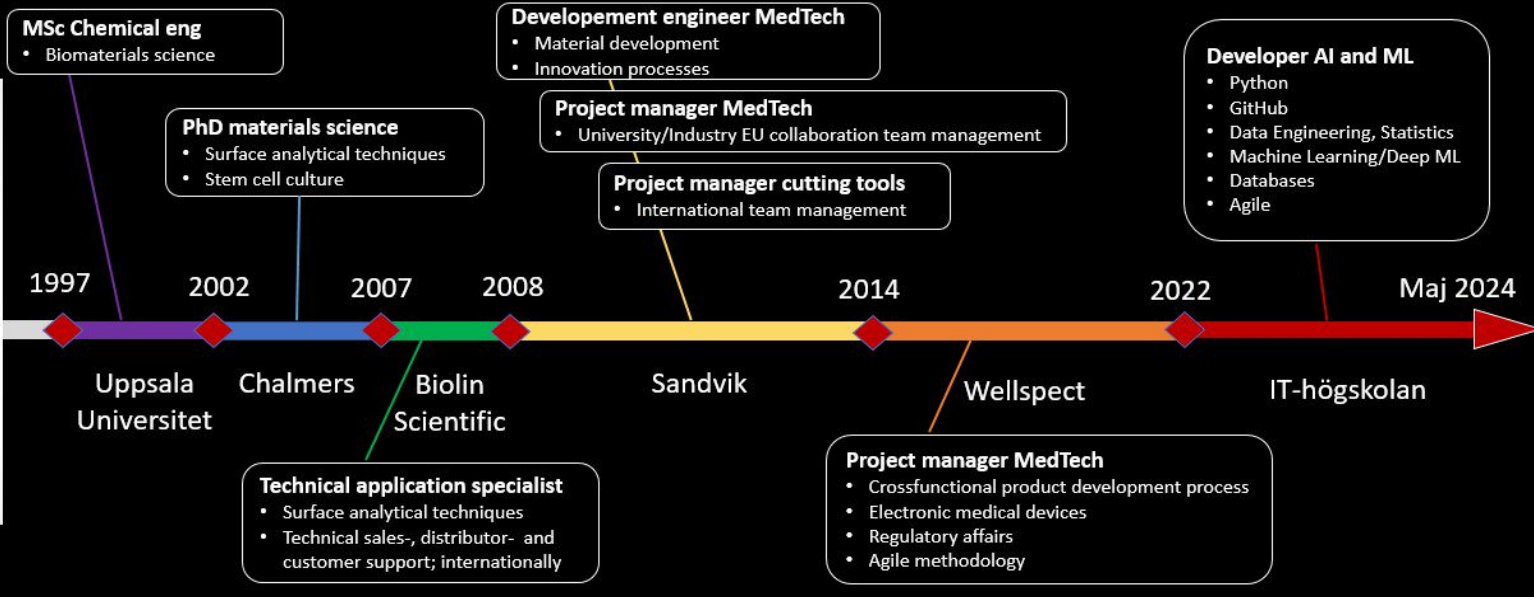 MSc Chemical eng
• Biomaterials science
PhD materials science
• Surface analytical techniques
• Stem cell culture
Developement engineer MedTech
• Material development
• Innovation processes
Project manager MedTech
• University/Industry EU collaboration team management
Project manager cutting tools
• International team management
Developer AI and ML
• Python
• GitHub
• Data Engineering, Statistics
• Machine Learning/Deep ML
• Databases
• Agile
1997
2002
2007
2008
2014
2022
Maj 2024
Uppsala
Universitet
Chalmers
Biolin
Scientific
Sandvik
Wellspect
IT-högskolan
Technical application specialist
• Surface analytical techniques
• Technical sales-, distributor- and
customer support; internationally
Project manager MedTech
• Crossfunctional product development process
• Electronic medical devices
• Regulatory affairs
• Agile methodology